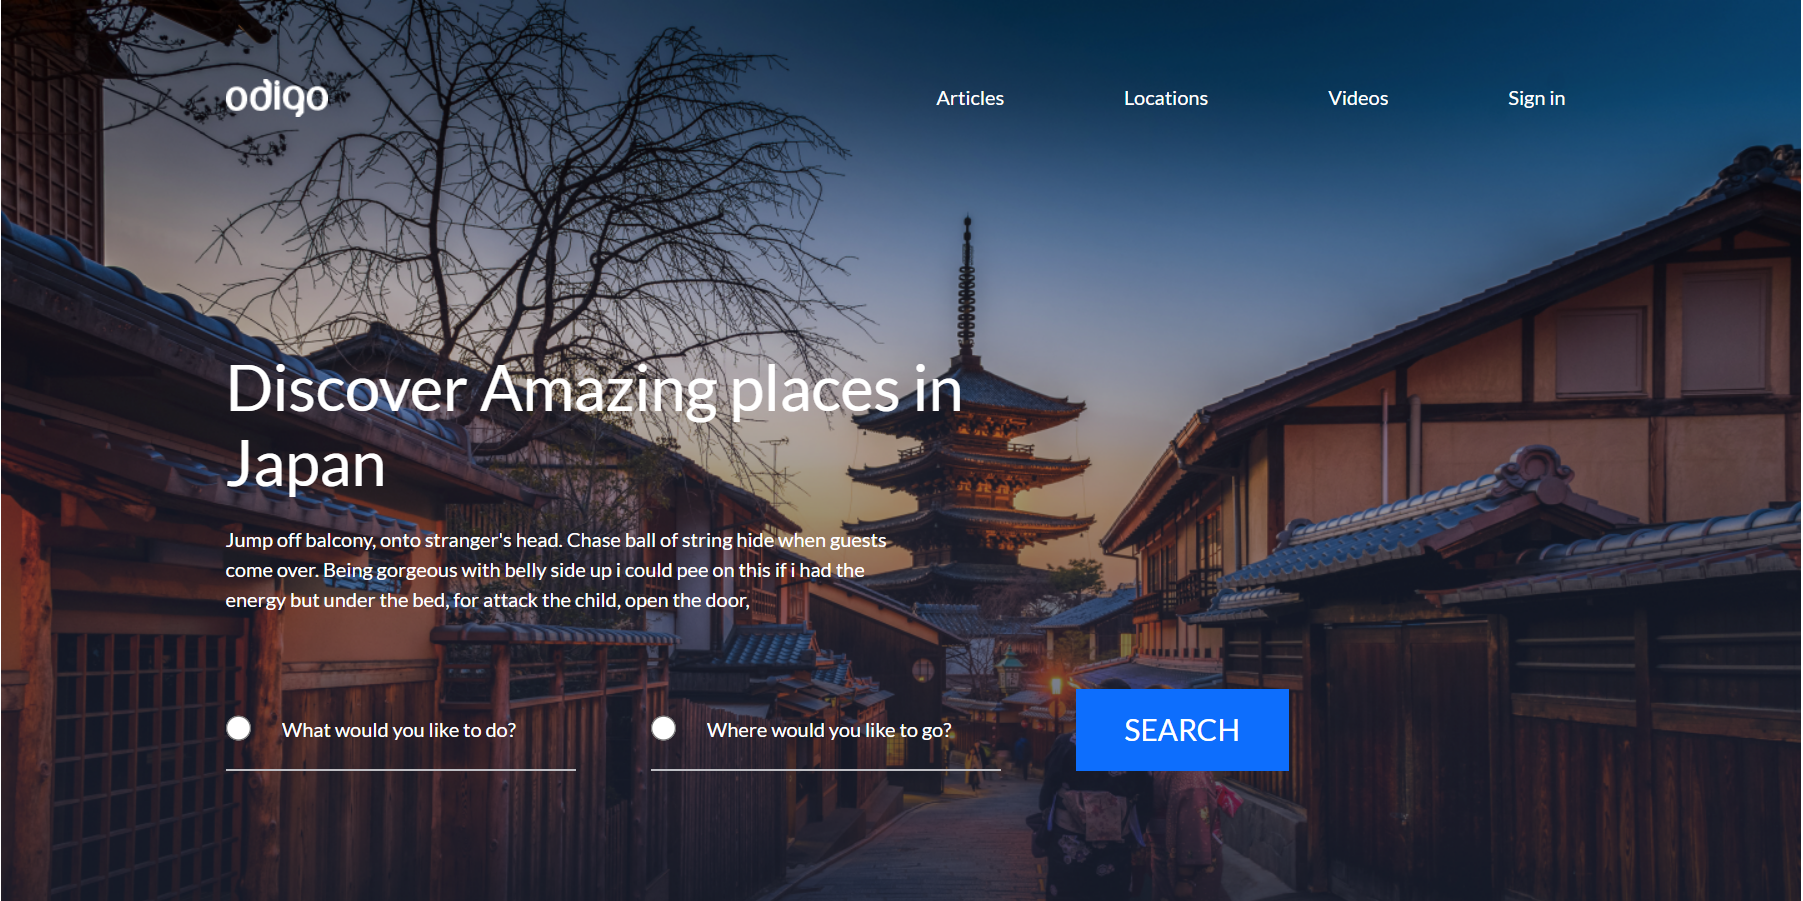 odigo
Articles
Locations
Videos
Sign in
Discover Amazing places in
Japan
Jump off balcony, onto stranger's head. Chase ball of string hide when guests
come over. Being gorgeous with belly side up i could pee on this if i had the
energy but under the bed, for attack the child, open the door,
What would you like to do?
Where would you like to go?
SEARCH